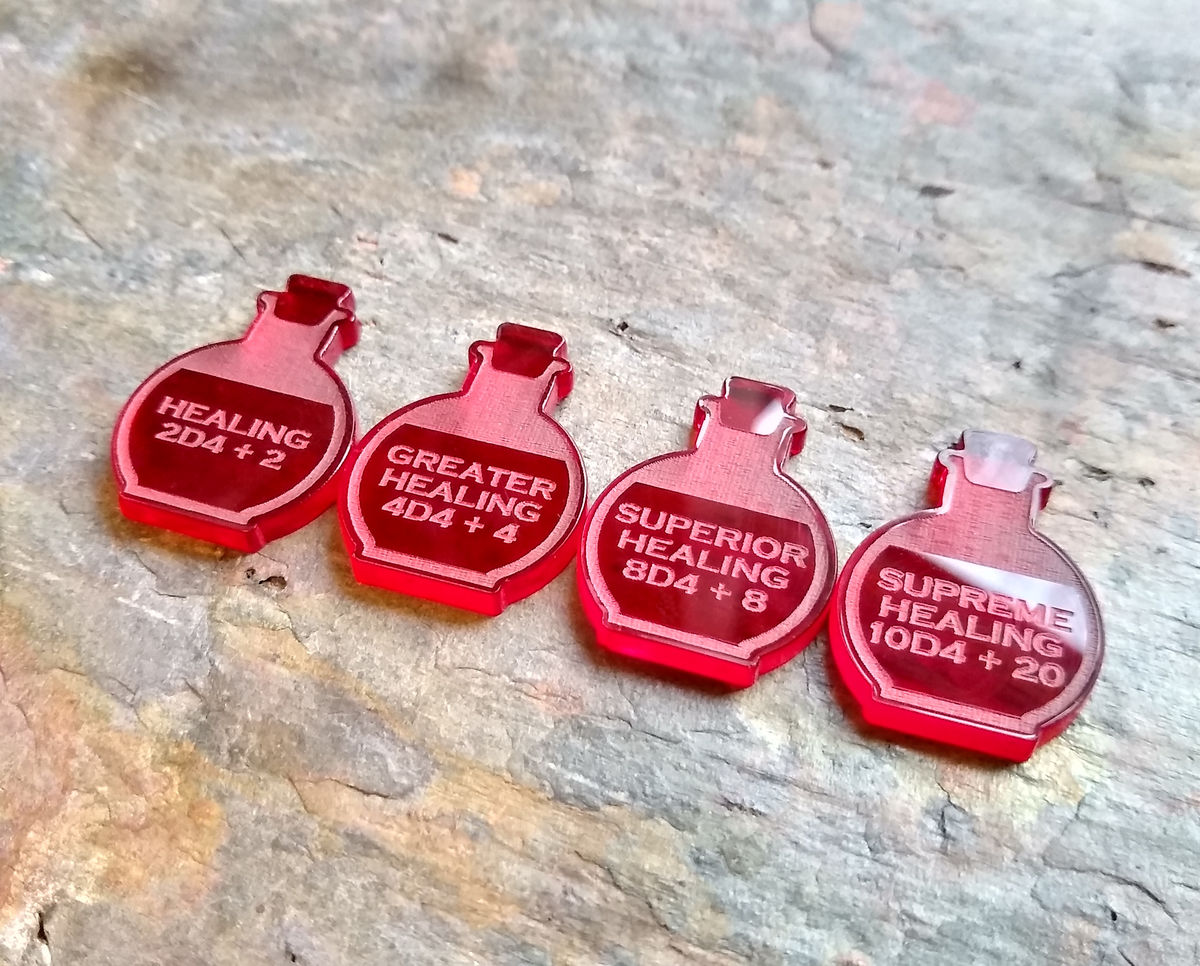 HEALING
2D4 + 2
GREATER
HEALING
4D4 + 4
SUPERIOR
HEALING
8D4 + 8
SUPREME
HEALING
10D4 + 20